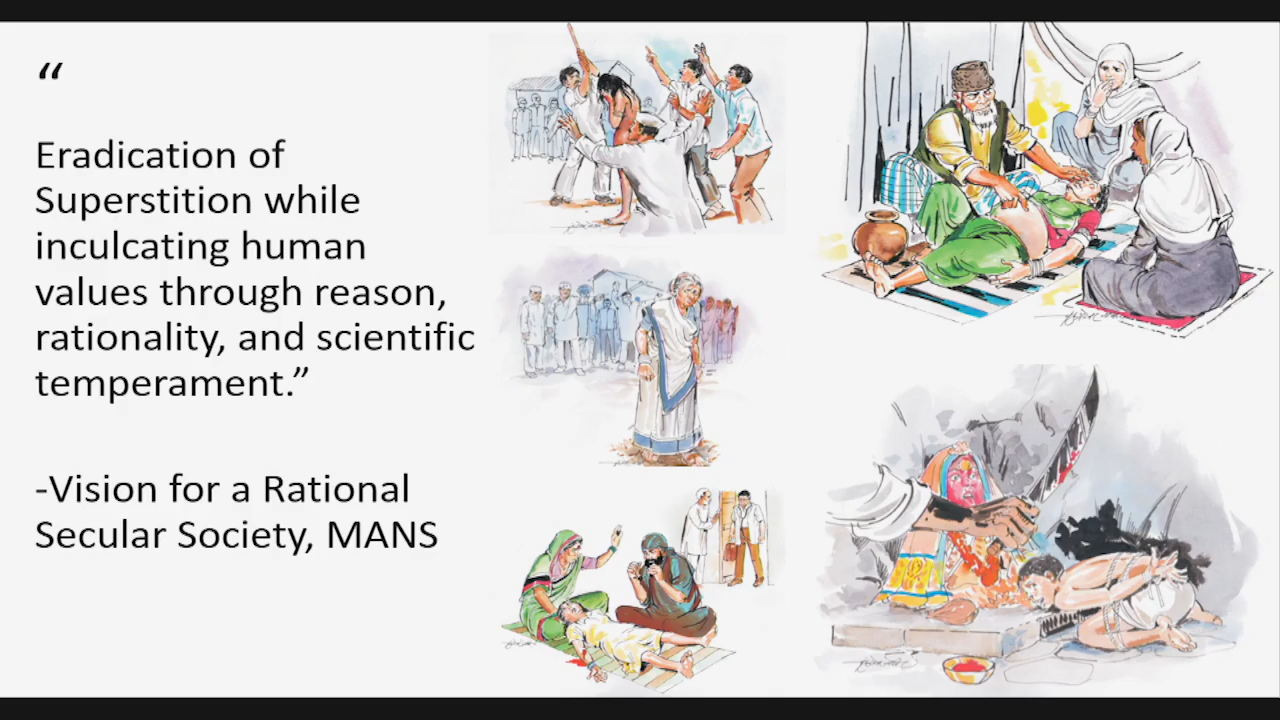 “
Eradication of
Superstition while
inculcating human
values through reason,
rationality, and scientific
temperament.”
-Vision for a Rational
Secular Society, MANS